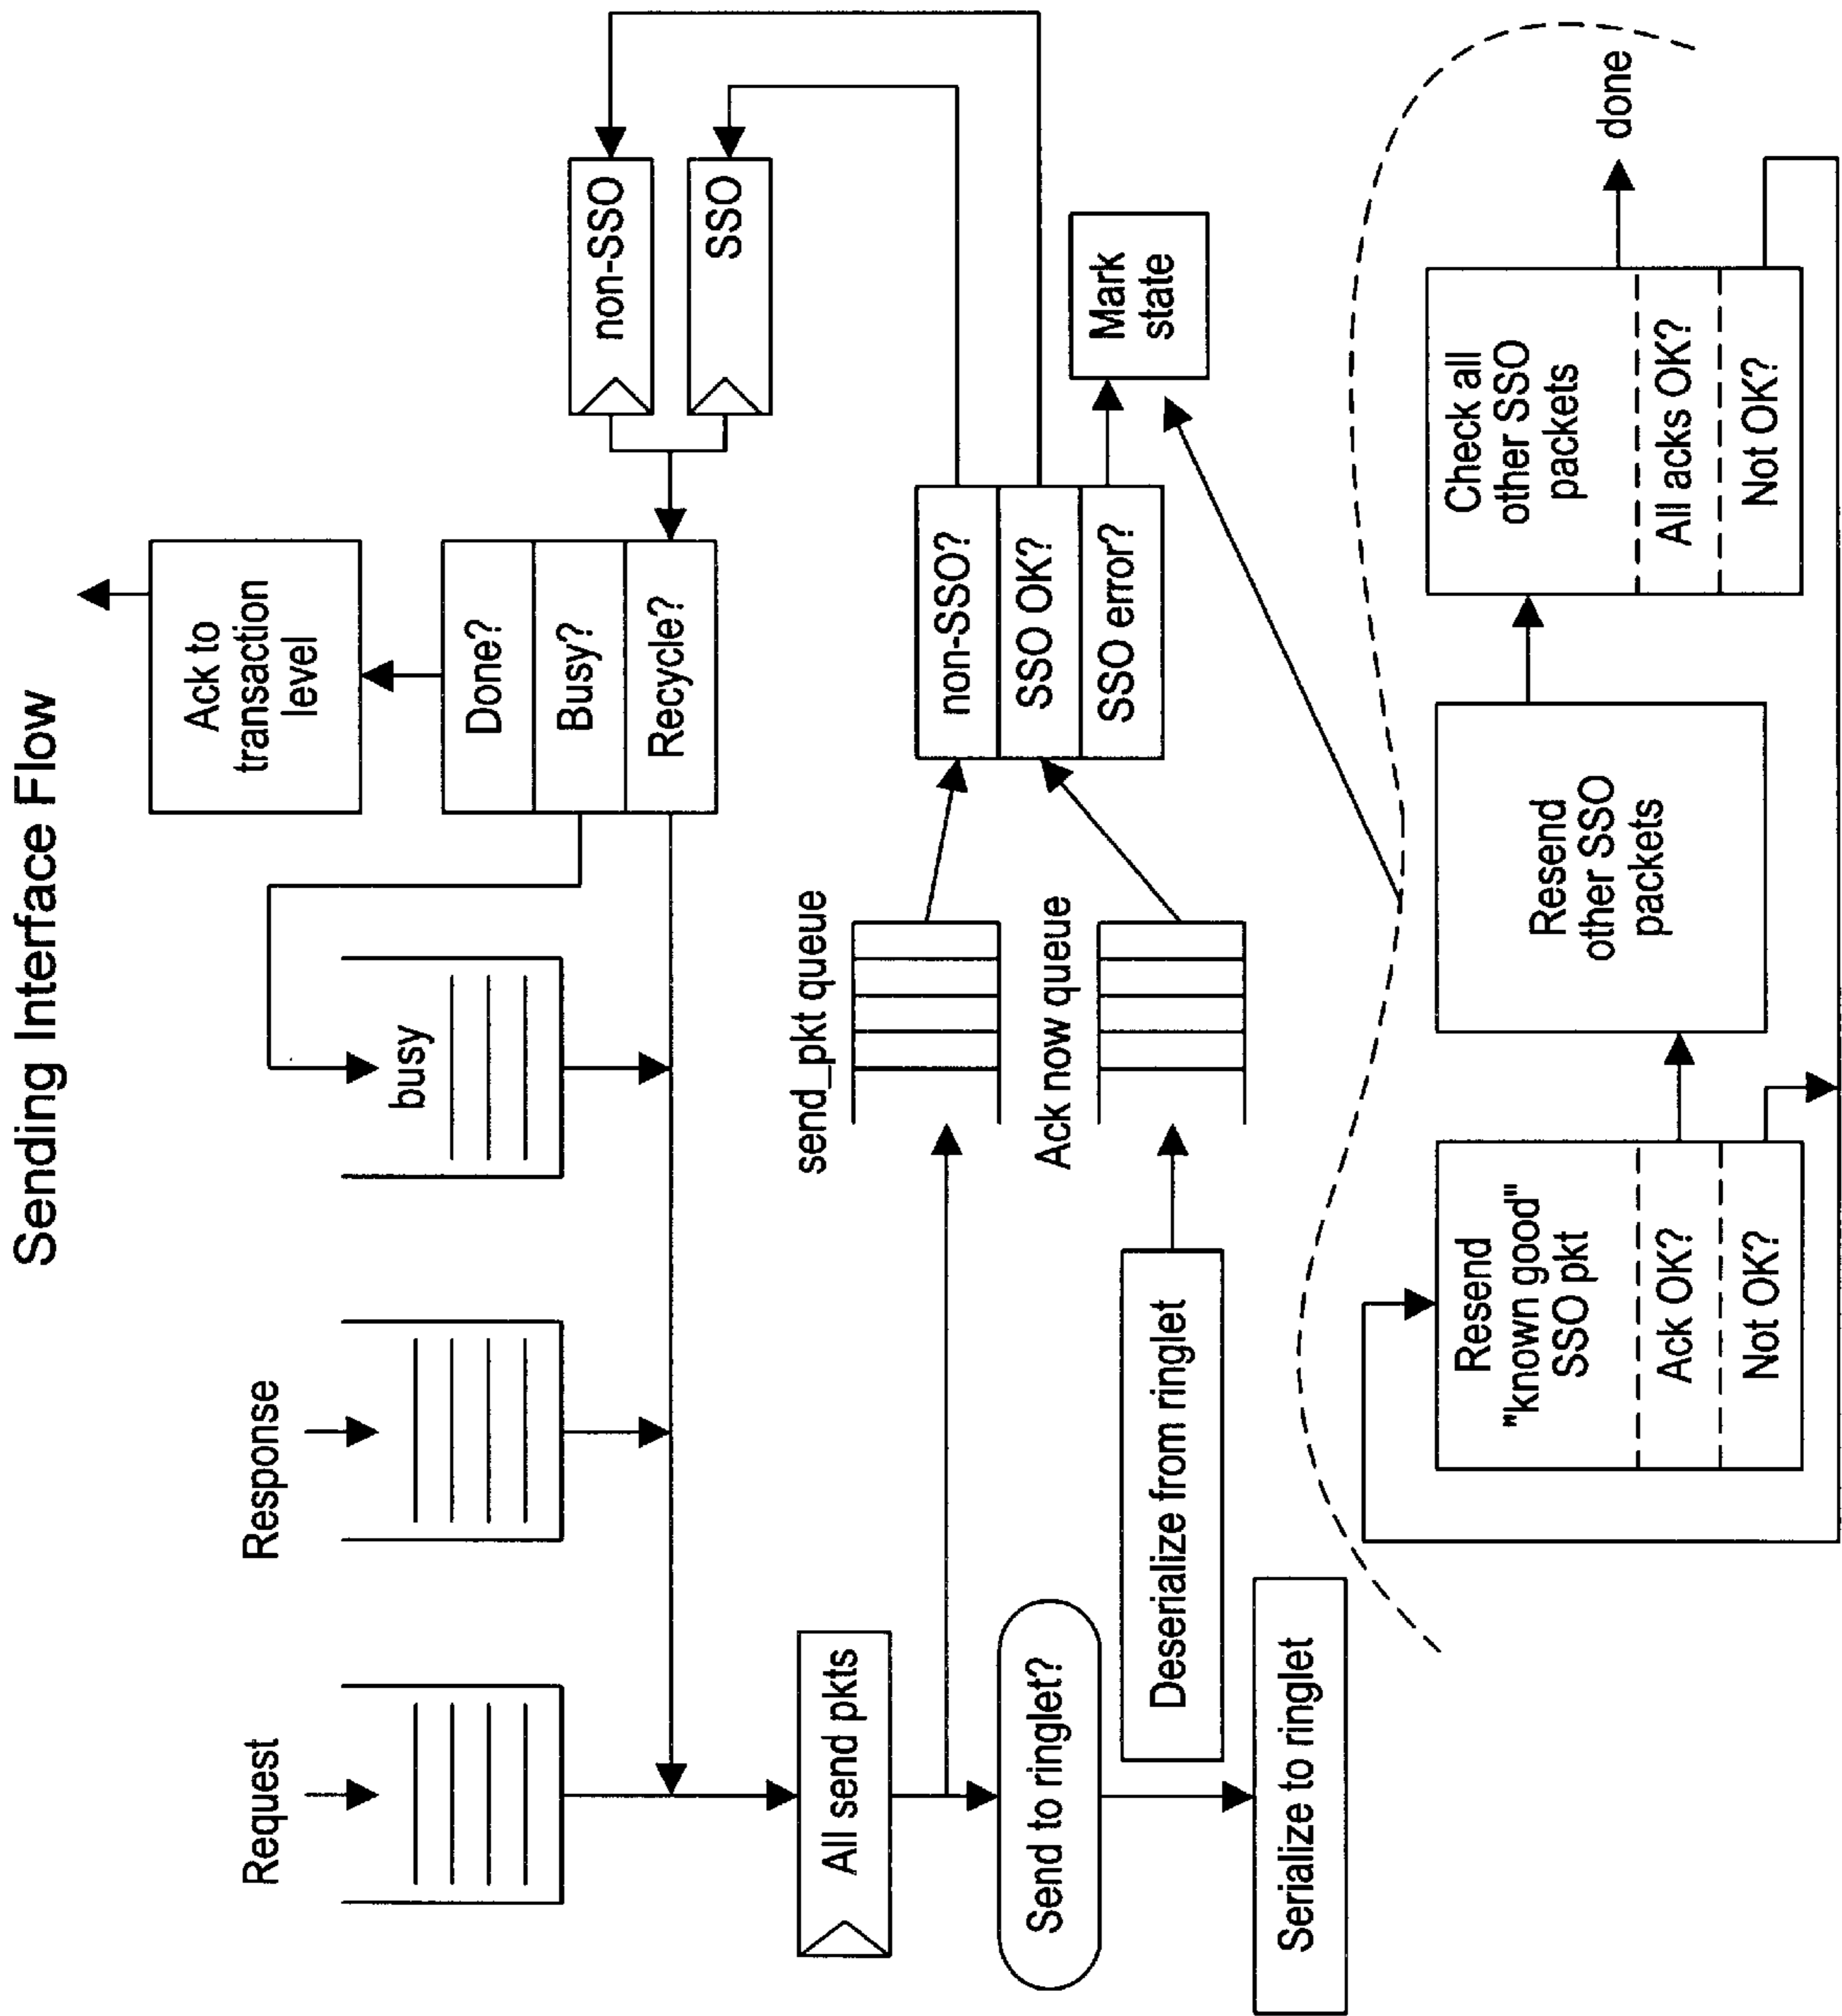 Sending Interface Flow
Request
Response
busy
Ack to
transaction
level
Done?
Busy?
Recycle?
non-SSO
SSO
All send pkts
send_pkt queue
Send to ringlet?
Ack now queue
non-SSO?
SSO OK?
SSO error?
Mark
state
Deserialize from ringlet
Serialize to ringlet
Resend
"known good"
SSO pkt
Ack OK?
Not OK?
Resend
other SSO
packets
Check all
other SSO
packets
All acks OK?
Not OK?
done